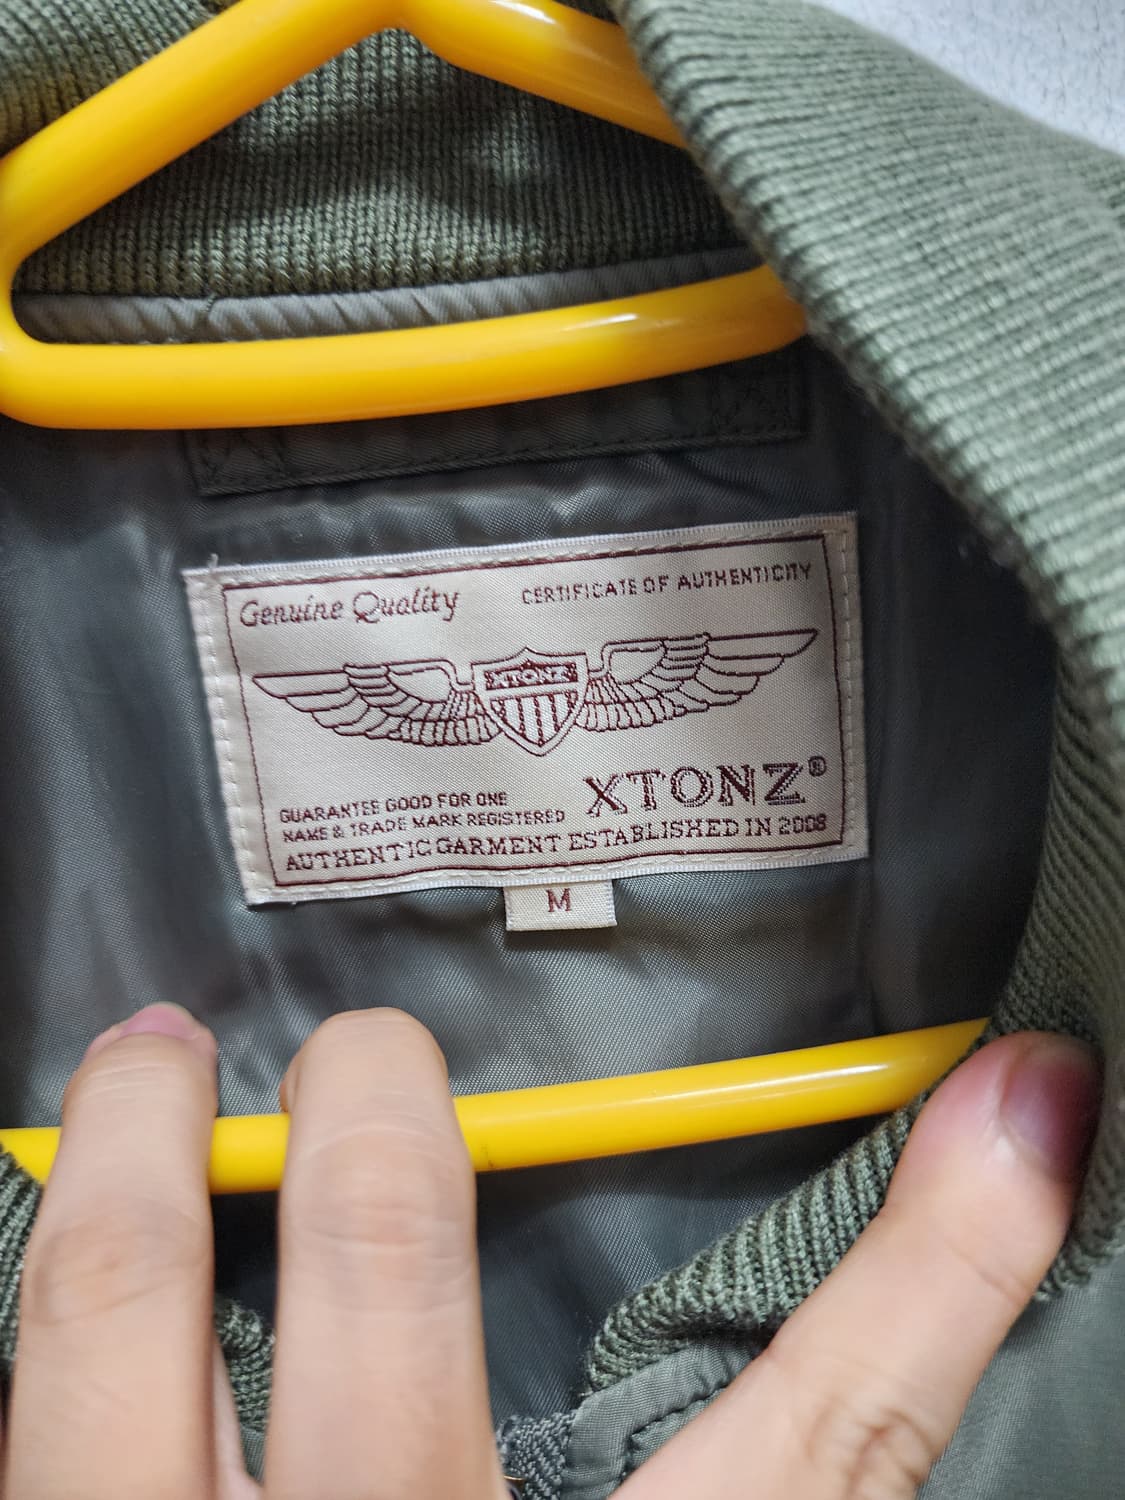 Genuine Quality
CERTIFICATE OF AUTHENTICITY
XTONZ
XTONZ®
GUARANTEE GOOD FOR ONE
NAME & TRADE MARK REGISTERED
AUTHENTIC GARMENT ESTABLISHED IN 2008
M